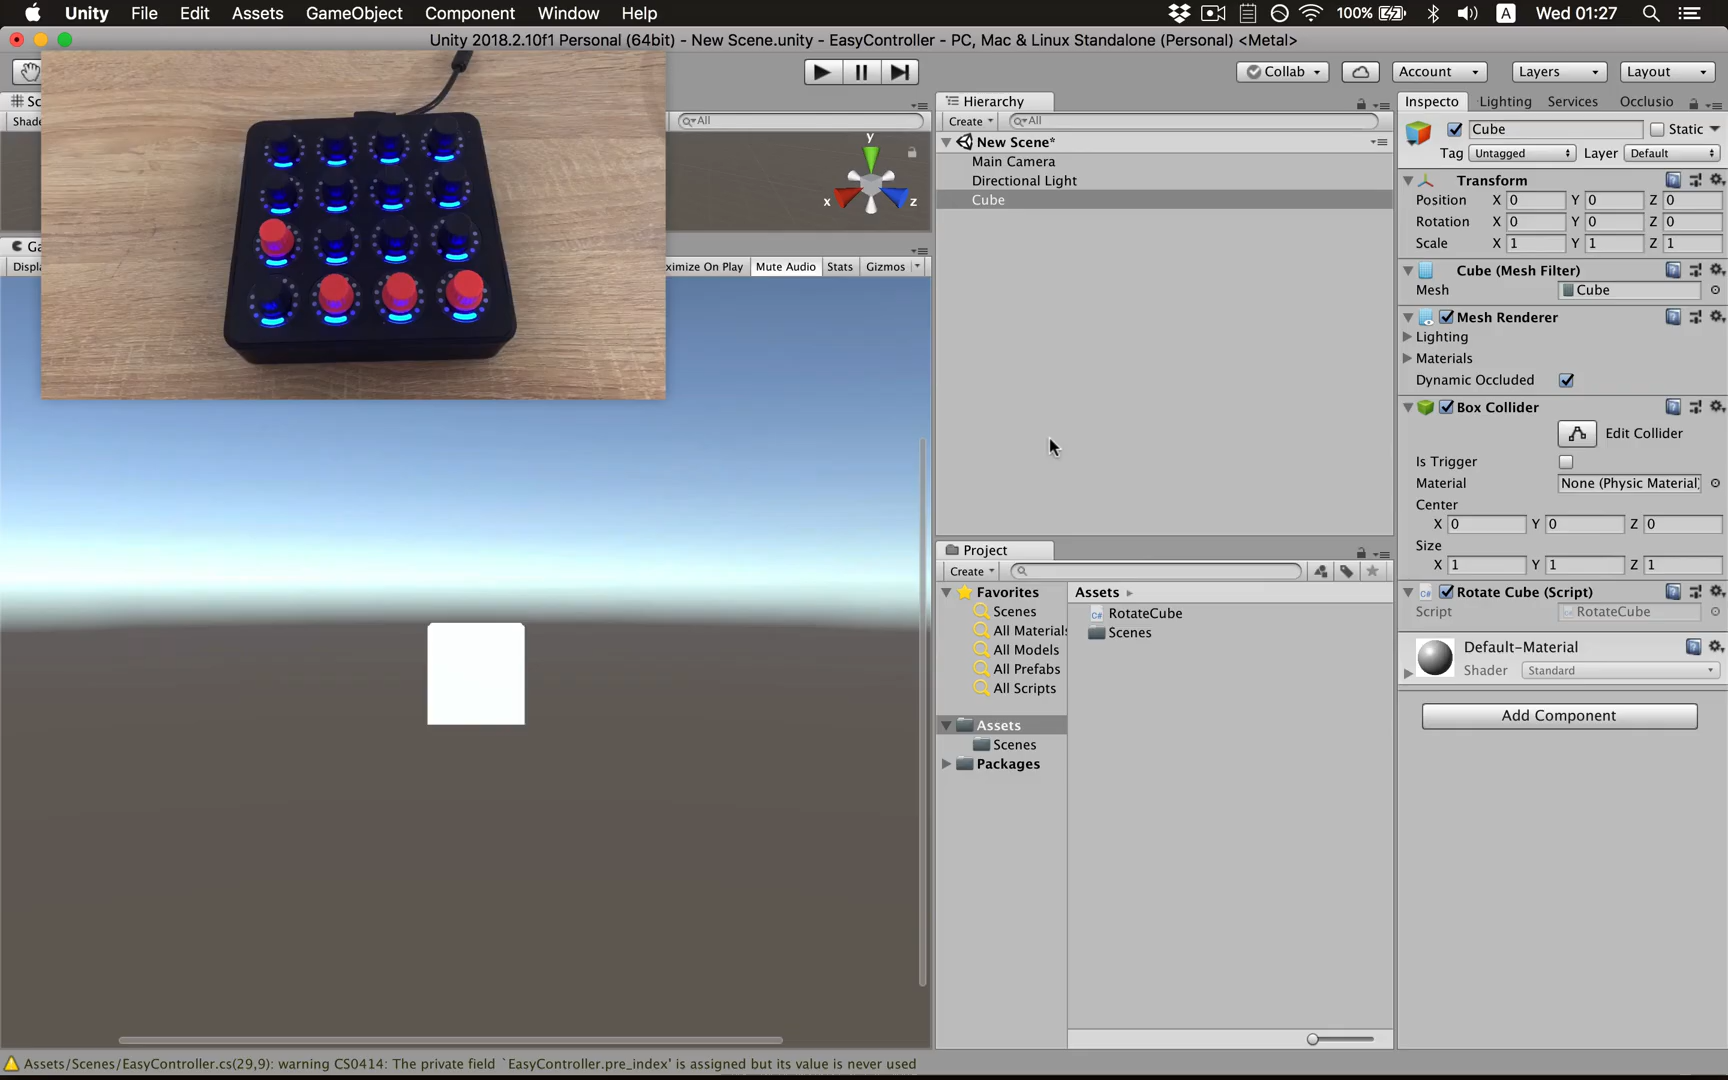 Unity File Edit Assets GameObject Component Window Help 100% A Wed 01:27
Unity 2018.2.10f1 Personal (64bit) - New Scene.unity - EasyController - PC, Mac & Linux Standalone (Personal) <Metal>
Collab Account Layers Layout
Sc
Shade
All
y
x
z
Ga
Displa
ximize On Play Mute Audio Stats Gizmos
Hierarchy
Create All
New Scene*
Main Camera
Directional Light
Cube
Project
Create
Favorites
Scenes
All Materials
All Models
All Prefabs
All Scripts
Assets
Scenes
Packages
Assets
RotateCube
Scenes
Inspecto Lighting Services Occlusio
Cube Static
Tag Untagged Layer Default
Transform
Position X 0 Y 0 Z 0
Rotation X 0 Y 0 Z 0
Scale X 1 Y 1 Z 1
Cube (Mesh Filter)
Mesh Cube
Mesh Renderer
Lighting
Materials
Dynamic Occluded
Box Collider
Edit Collider
Is Trigger
Material None (Physic Material)
Center
X 0 Y 0 Z 0
Size
X 1 Y 1 Z 1
C# Rotate Cube (Script)
Script RotateCube
Default-Material
Shader Standard
Add Component
Assets/Scenes/EasyController.cs(29,9): warning CS0414: The private field `EasyController.pre_index' is assigned but its value is never used